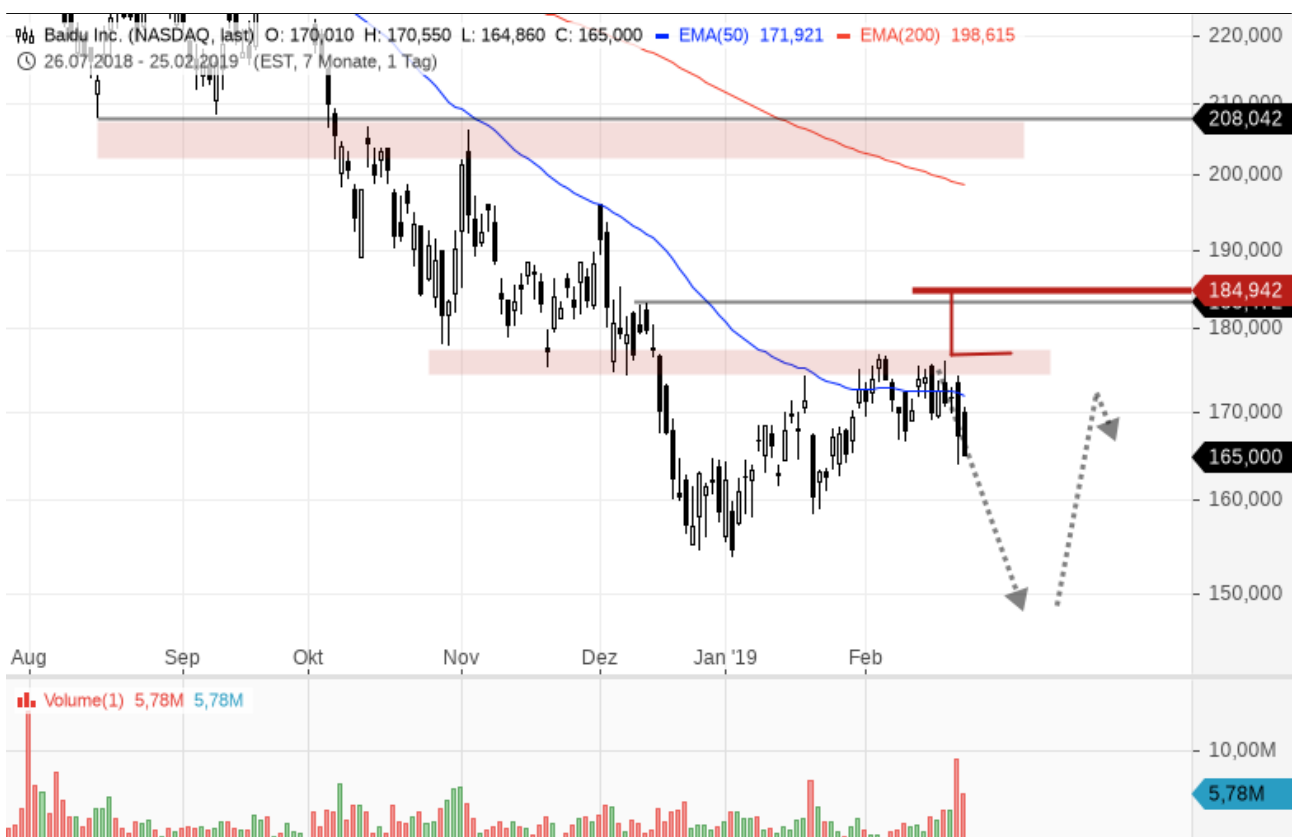 Baidu Inc. (NASDAQ, last) O: 170,010 H: 170,550 L: 164,860 C: 165,000 EMA(50) 171,921 EMA(200) 198,615
26.07.2018 - 25.02.2019 (EST, 7 Monate, 1 Tag)
220,000
210,000
208,042
200,000
190,000
184,942
180,000
170,000
165,000
160,000
150,000
Aug Sep Okt Nov Dez Jan '19 Feb
Volume(1) 5,78M 5,78M
10,00M
5,78M